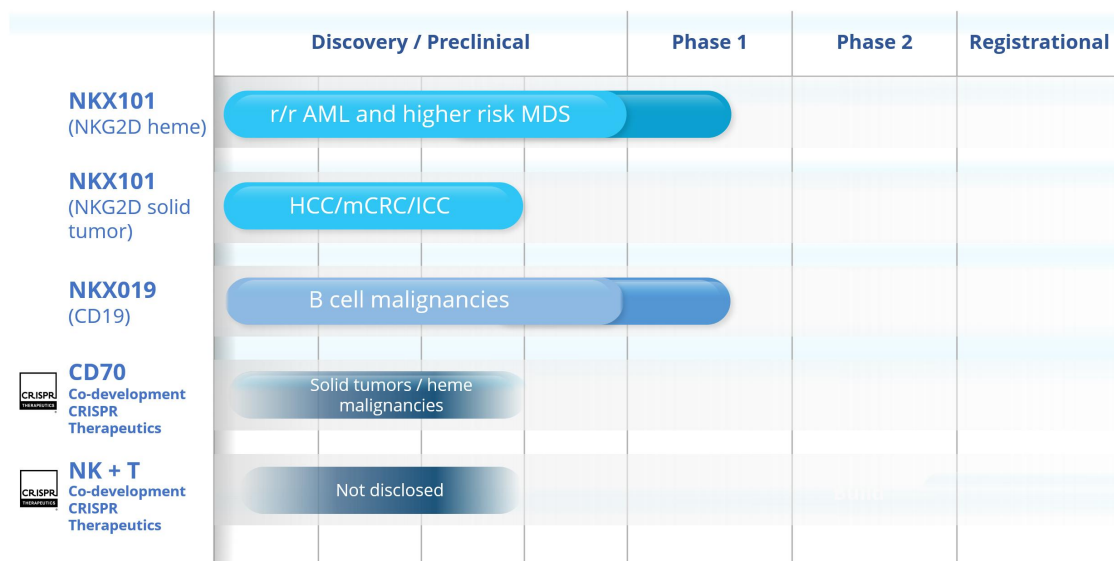 Discovery / Preclinical
Phase 1
Phase 2
Registrational
NKX101
(NKG2D heme)
r/r AML and higher risk MDS
NKX101
(NKG2D solid
tumor)
HCC/mCRC/ICC
NKX019
(CD19)
B cell malignancies
CRISPR
THERAPEUTICS
CD70
Co-development
CRISPR
Therapeutics
Solid tumors / heme
malignancies
CRISPR
THERAPEUTICS
NK + T
Co-development
CRISPR
Therapeutics
Not disclosed